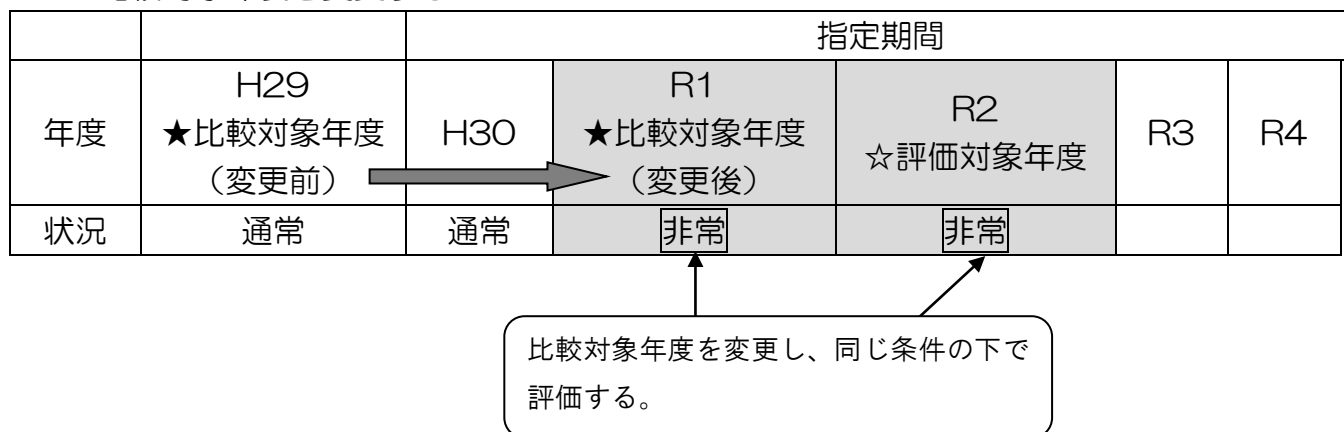 指定期間
年度
H29
★比較対象年度
(変更前)
H30
R1
★比較対象年度
(変更後)
R2
☆評価対象年度
R3
R4
状況
通常
通常
非常
非常
比較対象年度を変更し、同じ条件の下で
評価する。